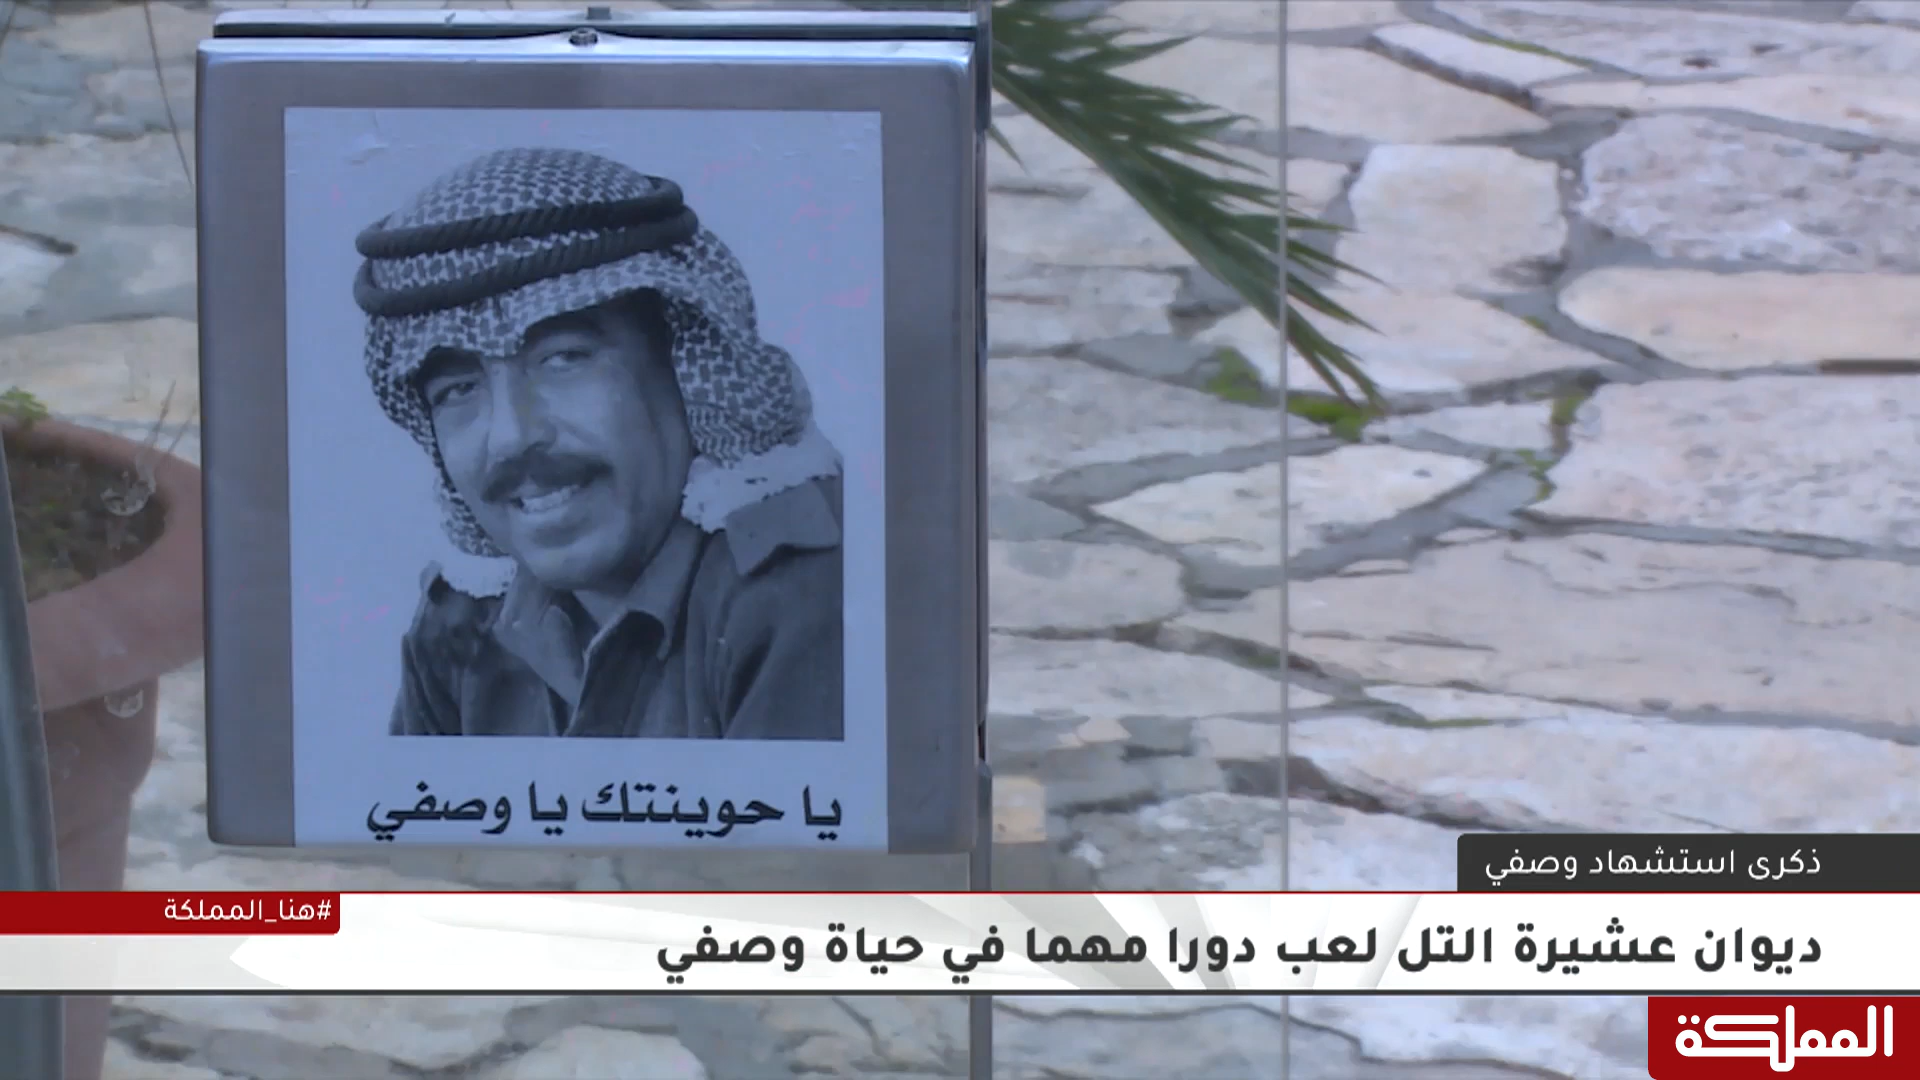 يا حوينتك يا وصفي
ذكرى استشهاد وصفي
#هنا_المملكة
ديوان عشيرة التل لعب دورا مهما في حياة وصفي
المملكة